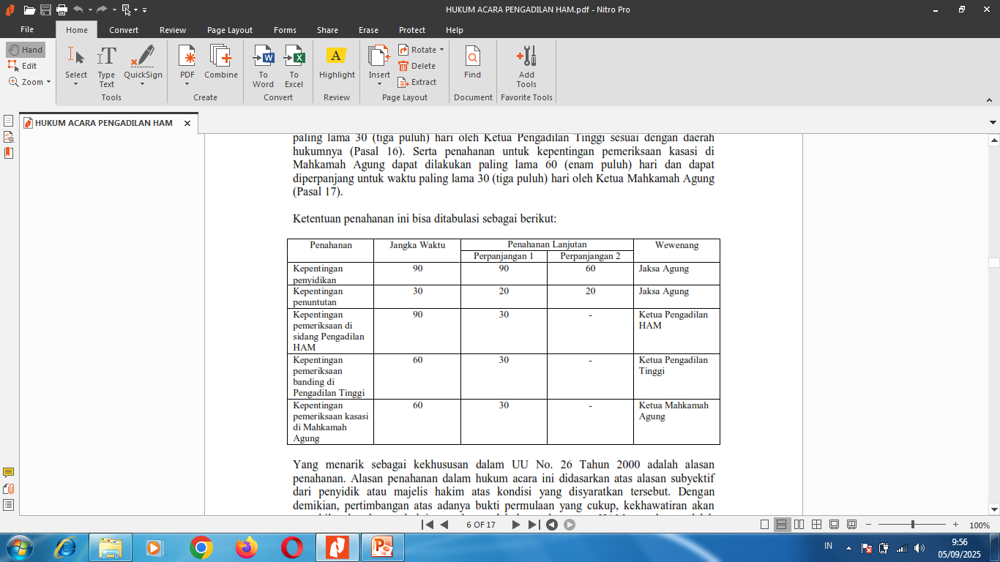 HUKUM ACARA PENGADILAN HAM.pdf - Nitro Pro
File Home Convert Review Page Layout Forms Share Erase Protect Help
Hand
Edit
Zoom
Select
Type Text
QuickSign
Tools
PDF
Combine
Create
To Word
To Excel
Convert
Highlight
Review
Insert
Rotate
Delete
Extract
Page Layout
Find
Document
Add Tools
Favorite Tools
HUKUM ACARA PENGADILAN HAM
paling lama 30 (tiga puluh) hari oleh Ketua Pengadilan Tinggi sesuai dengan daerah
hukumnya (Pasal 16). Serta penahanan untuk kepentingan pemeriksaan kasasi di
Mahkamah Agung dapat dilakukan paling lama 60 (enam puluh) hari dan dapat
diperpanjang untuk waktu paling lama 30 (tiga puluh) hari oleh Ketua Mahkamah Agung
(Pasal 17).
Ketentuan penahanan ini bisa ditabulasi sebagai berikut:
Penahanan Jangka Waktu Penahanan Lanjutan Wewenang
Perpanjangan 1 Perpanjangan 2
Kepentingan 90 90 60 Jaksa Agung
penyidikan
Kepentingan 30 20 20 Jaksa Agung
penuntutan
Kepentingan 90 30 - Ketua Pengadilan
pemeriksaan di HAM
sidang Pengadilan
HAM
Kepentingan 60 30 - Ketua Pengadilan
pemeriksaan Tinggi
banding di
Pengadilan Tinggi
Kepentingan 60 30 - Ketua Mahkamah
pemeriksaan kasasi Agung
di Mahkamah
Agung
Yang menarik sebagai kekhususan dalam UU No. 26 Tahun 2000 adalah alasan
penahanan. Alasan penahanan dalam hukum acara ini didasarkan atas alasan subyektif
dari penyidik atau majelis hakim atas kondisi yang disyaratkan tersebut. Dengan
demikian, pertimbangan atas adanya bukti permulaan yang cukup, kekhawatiran akan
6 OF 17
100%
IN
9:56
05/09/2025